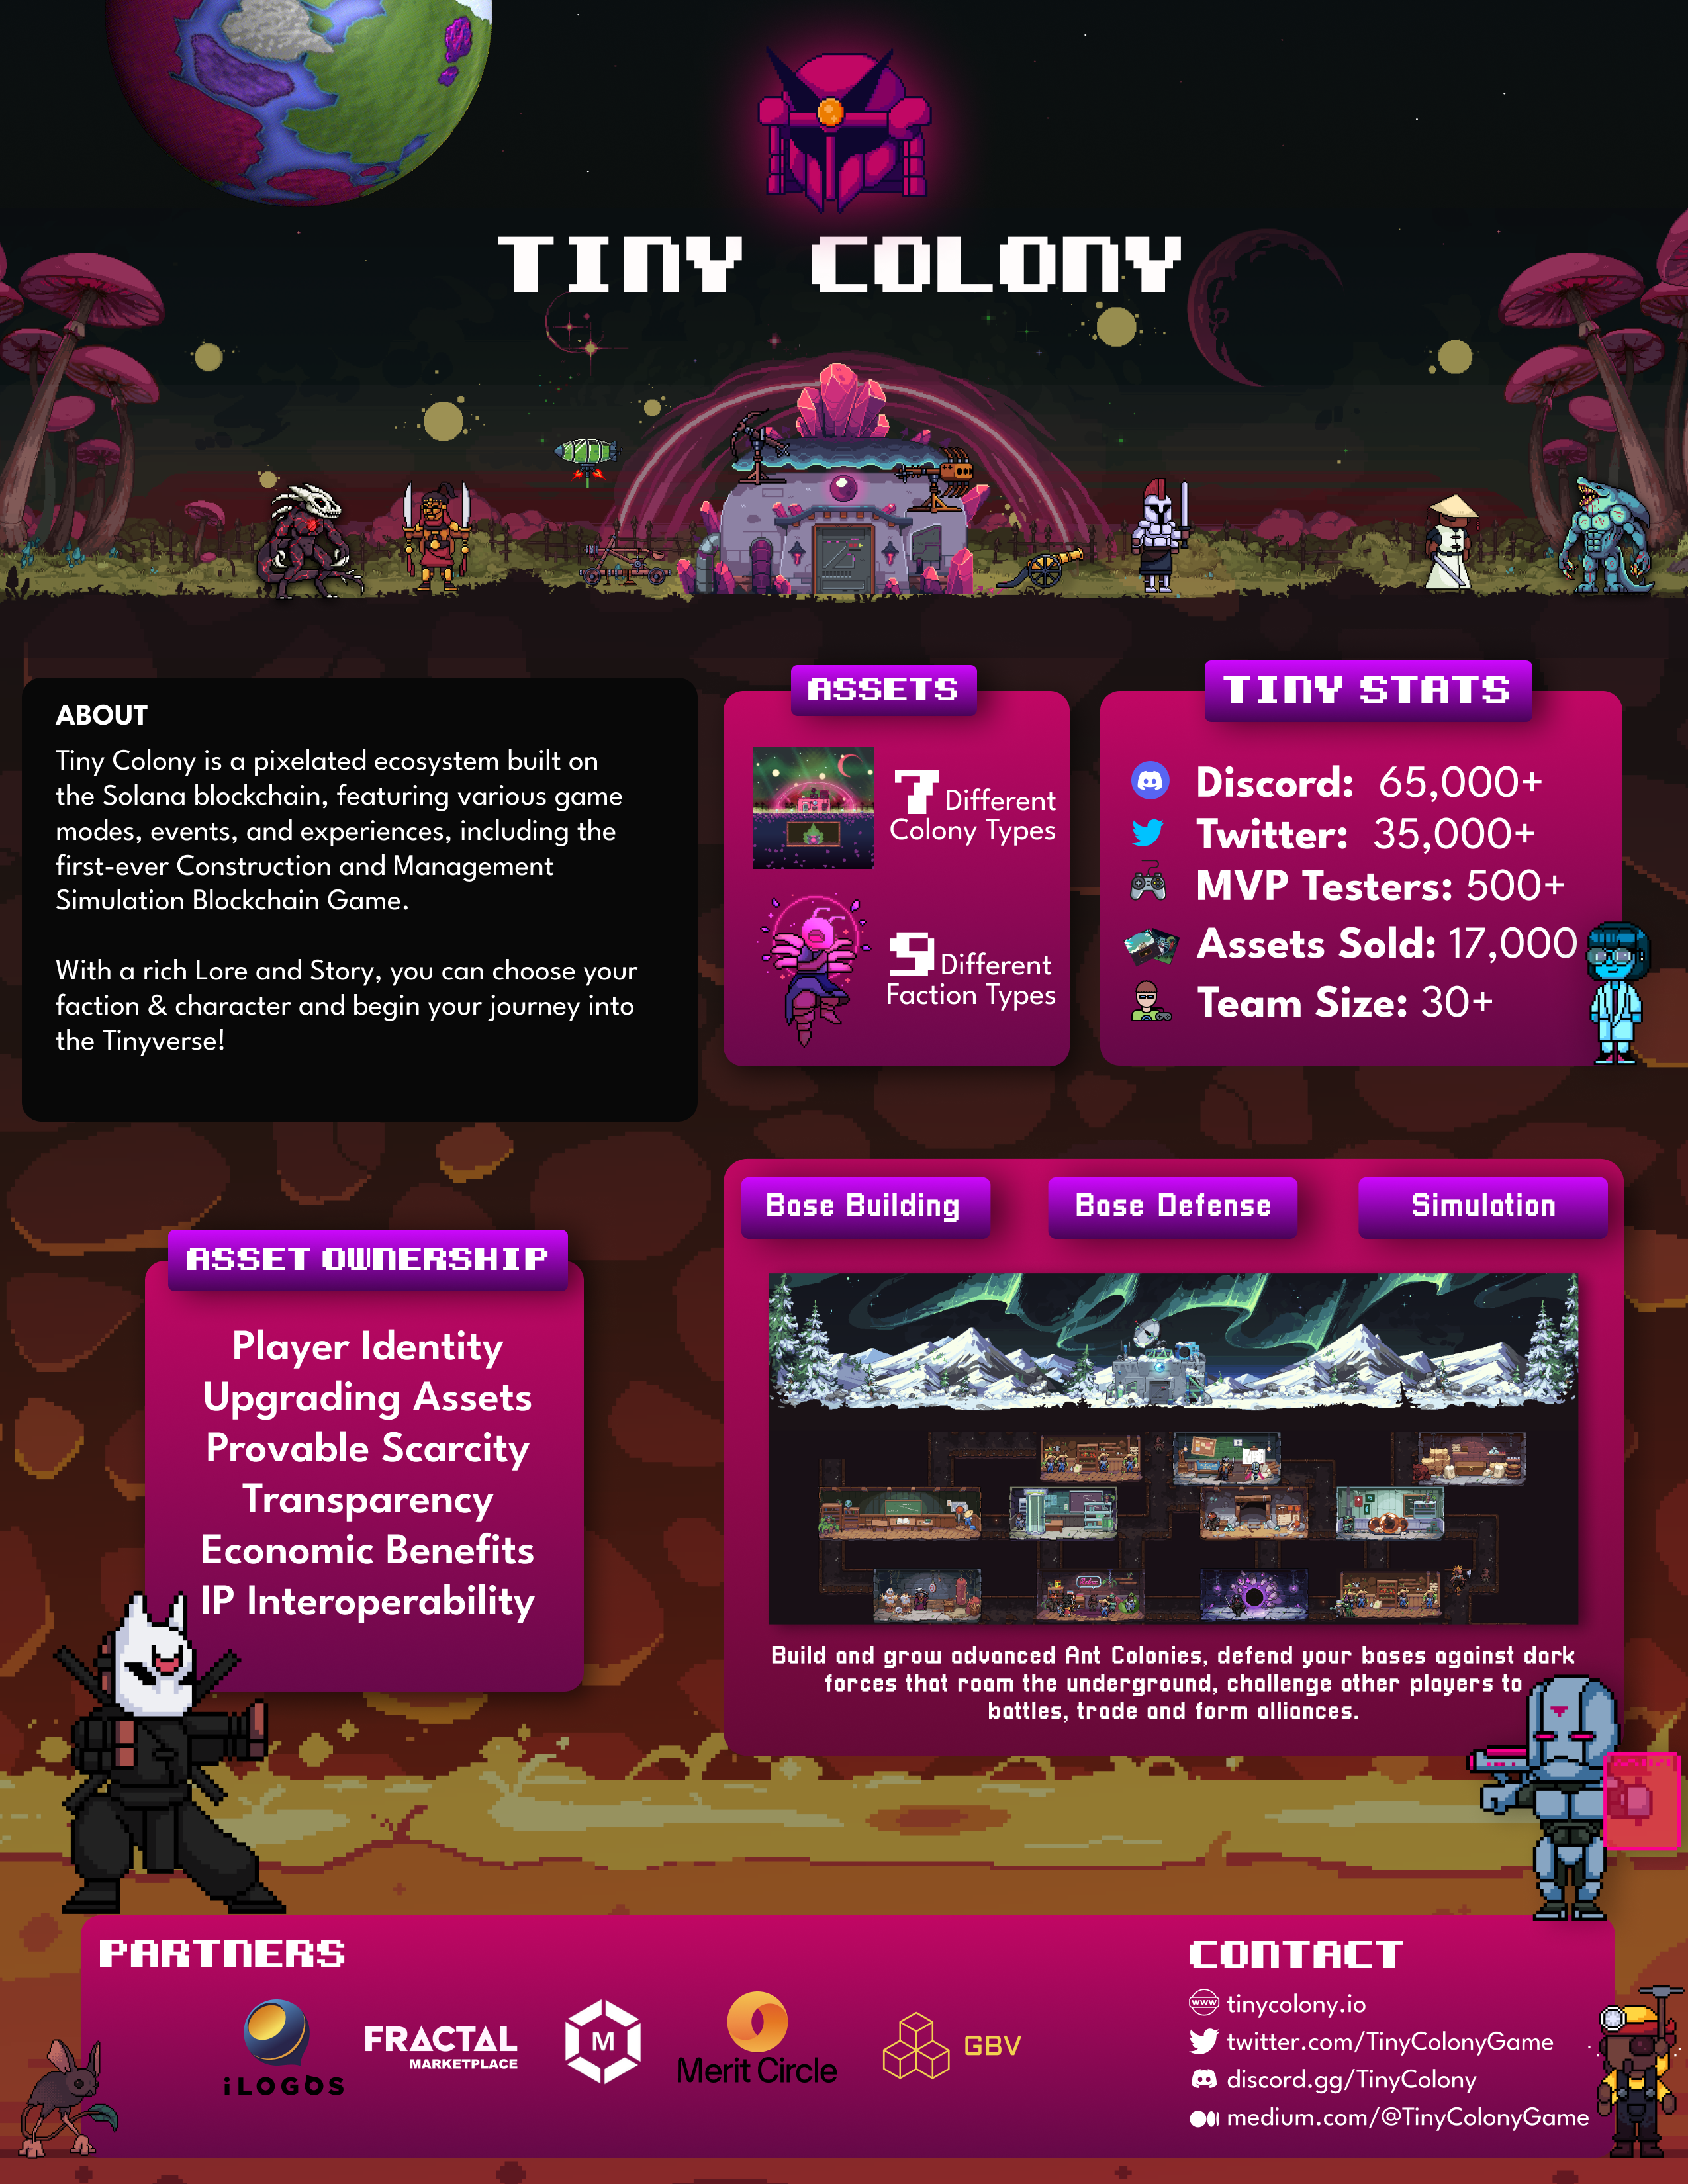 TINY COLONY
ABOUT
Tiny Colony is a pixelated ecosystem built on
the Solana blockchain, featuring various game
modes, events, and experiences, including the
first-ever Construction and Management
Simulation Blockchain Game.
With a rich Lore and Story, you can choose your
faction & character and begin your journey into
the Tinyverse!
ASSETS
7 Different
Colony Types
9 Different
Faction Types
TINY STATS
Discord: 65,000+
Twitter: 35,000+
MVP Testers: 500+
Assets Sold: 17,000
Team Size: 30+
ASSET OWNERSHIP
Player Identity
Upgrading Assets
Provable Scarcity
Transparency
Economic Benefits
IP Interoperability
Base Building
Base Defense
Simulation
Build and grow advanced Ant Colonies, defend your bases against dark
forces that roam the underground, challenge other players to
battles, trade and form alliances.
PARTNERS
iLOGOS
FRACTAL
MARKETPLACE
M
Merit Circle
GBV
CONTACT
www tinycolony.io
twitter.com/TinyColonyGame
discord.gg/TinyColony
medium.com/@TinyColonyGame